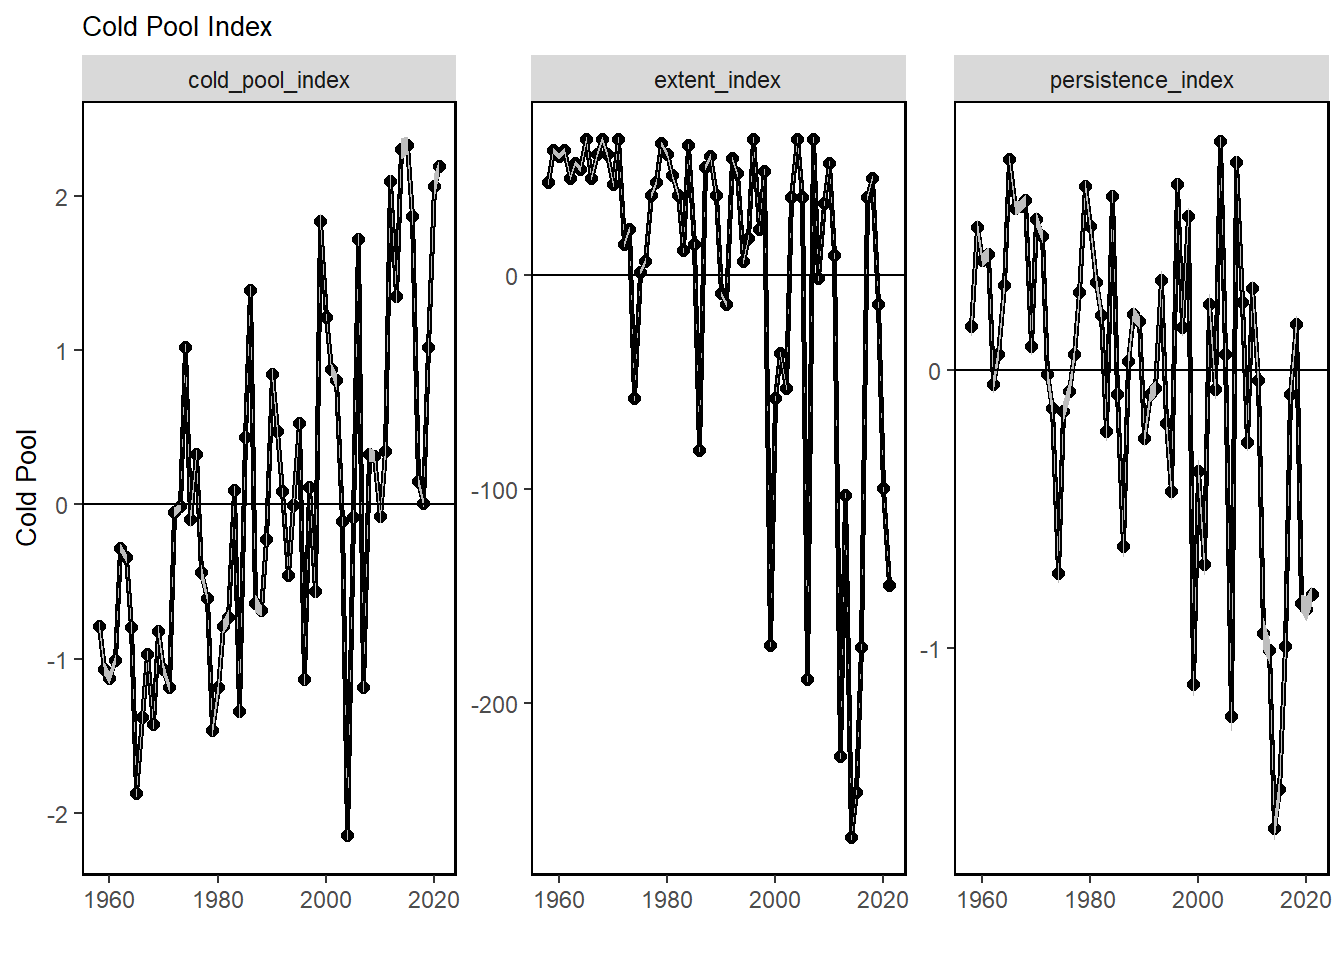 Cold Pool Index
cold_pool_index
extent_index
persistence_index
Cold Pool
2
1
0
-1
-2
0
-100
-200
0
-1
1960 1980 2000 2020
1960 1980 2000 2020
1960 1980 2000 2020